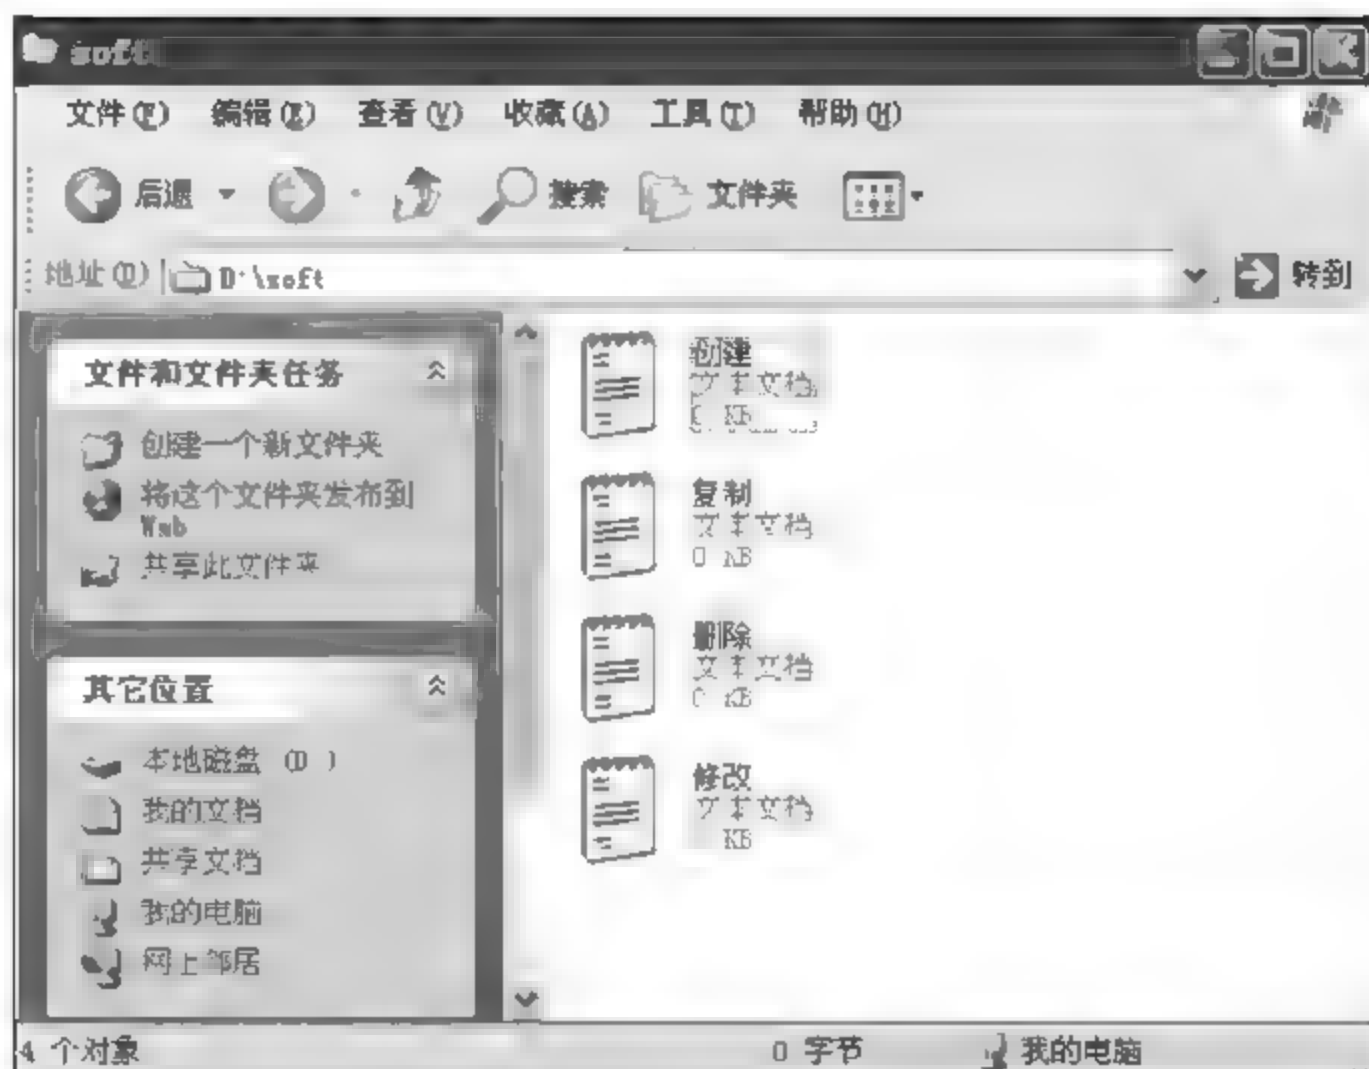 soft
文件(F) 编辑(E) 查看(V) 收藏(A) 工具(T) 帮助(H)
后退 搜索 文件夹
地址(D) D:\soft 转到
文件和文件夹任务
创建一个新文件夹
将这个文件夹发布到
Web
共享此文件夹
其它位置
本地磁盘 (D:)
我的文档
共享文档
我的电脑
网上邻居
创建
文本文档
0 KB
复制
文本文档
0 KB
删除
文本文档
0 KB
修改
文本文档
KB
4 个对象 0 字节 我的电脑